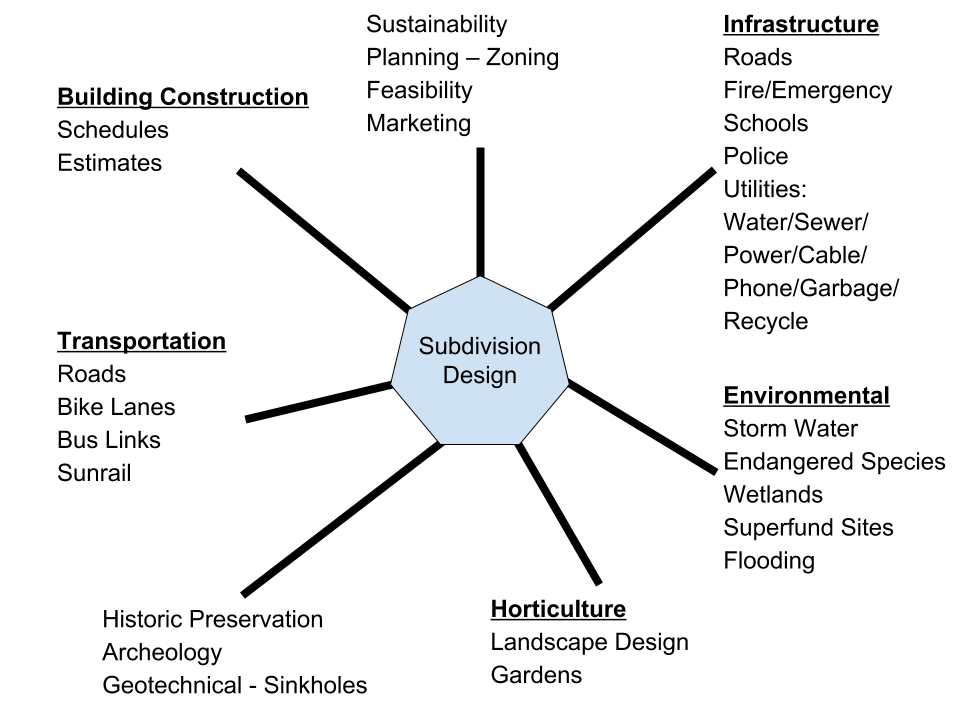 Sustainability
Planning – Zoning
Feasibility
Marketing
Infrastructure
Roads
Fire/Emergency
Schools
Police
Utilities:
Water/Sewer/
Power/Cable/
Phone/Garbage/
Recycle
Building Construction
Schedules
Estimates
Subdivision
Design
Transportation
Roads
Bike Lanes
Bus Links
Sunrail
Environmental
Storm Water
Endangered Species
Wetlands
Superfund Sites
Flooding
Historic Preservation
Archeology
Geotechnical - Sinkholes
Horticulture
Landscape Design
Gardens